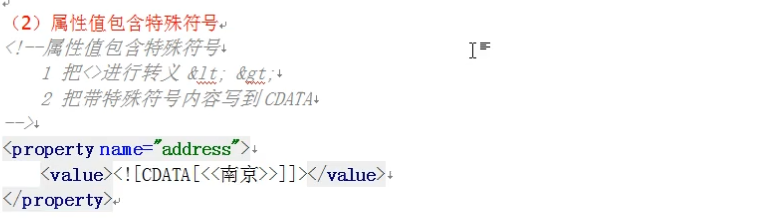 （2）属性值包含特殊符号
<!--属性值包含特殊符号
1 把<>进行转义 &lt; &gt;
2 把带特殊符号内容写到CDATA
-->
<property name="address">
<value><![CDATA[<<南京>>]]></value>
</property>